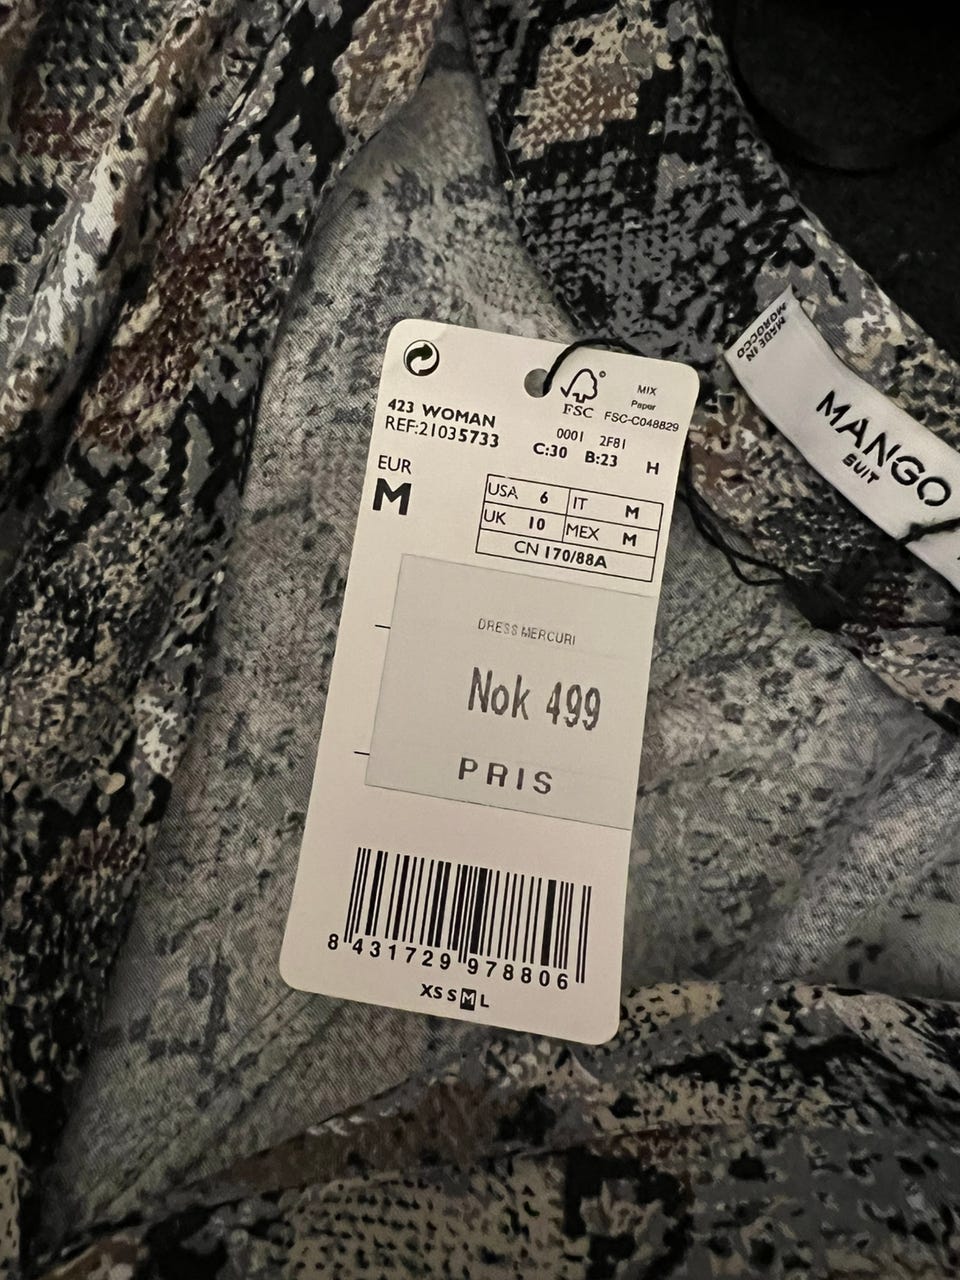 423 WOMAN
REF:21035733
FSC
MIX
Paper
FSC-C048829
0001 2F81
C:30 B:23 H
EUR
M
USA 6 IT M
UK 10 MEX M
CN 170/88A
DRESS MERCURI
Nok 499
PRIS
8 431729 978806
XS S M L
MADE IN
MOROCCO
MANGO
SUIT